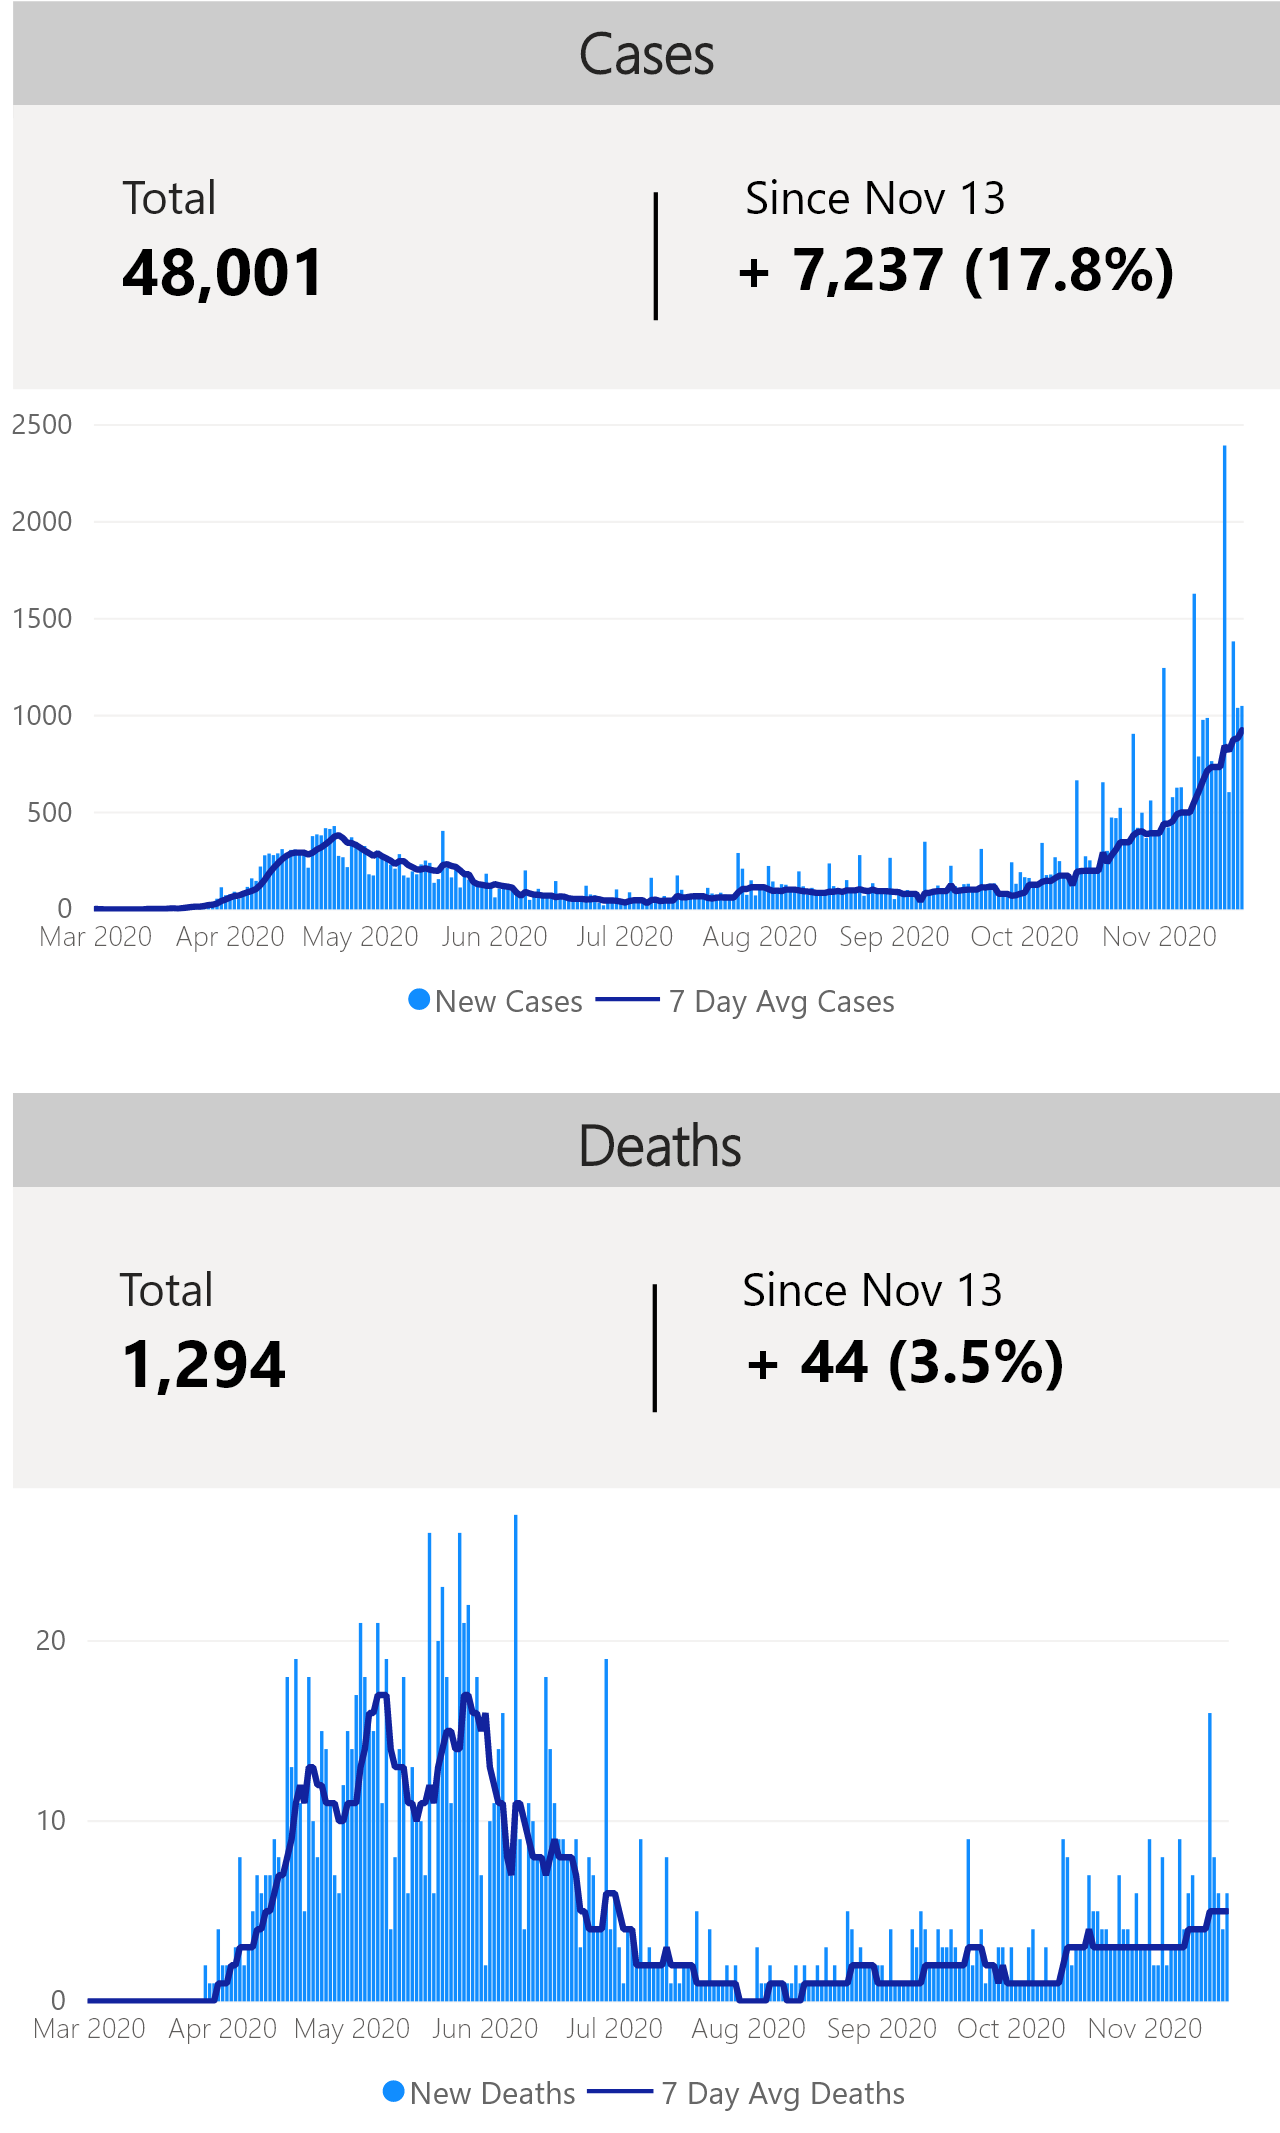 Cases
Total
Since Nov 13
48,001
+ 7,237 (17.8%)
2500
2000
1500
1000
500
0
Mar 2020 Apr 2020 May 2020 Jun 2020 Jul 2020 Aug 2020 Sep 2020 Oct 2020 Nov 2020
New Cases 7 Day Avg Cases
Deaths
Total
Since Nov 13
1,294
+ 44 (3.5%)
20
10
0
Mar 2020 Apr 2020 May 2020 Jun 2020 Jul 2020 Aug 2020 Sep 2020 Oct 2020 Nov 2020
New Deaths 7 Day Avg Deaths